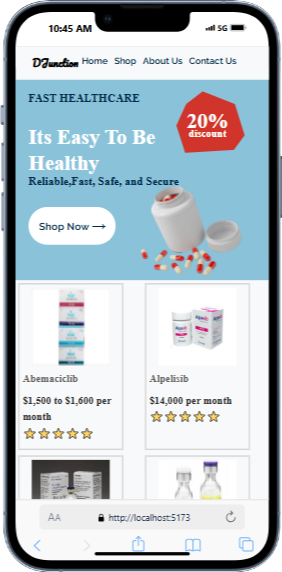 10:45 AM
5G
DJunction Home Shop About Us Contact Us
FAST HEALTHCARE
20%
discount
Its Easy To Be
Healthy
Reliable,Fast, Safe, and Secure
Shop Now ⟶
Abemaciclib
$1,500 to $1,600 per
month
Alpelisib
$14,000 per month
AA
http://localhost:5173